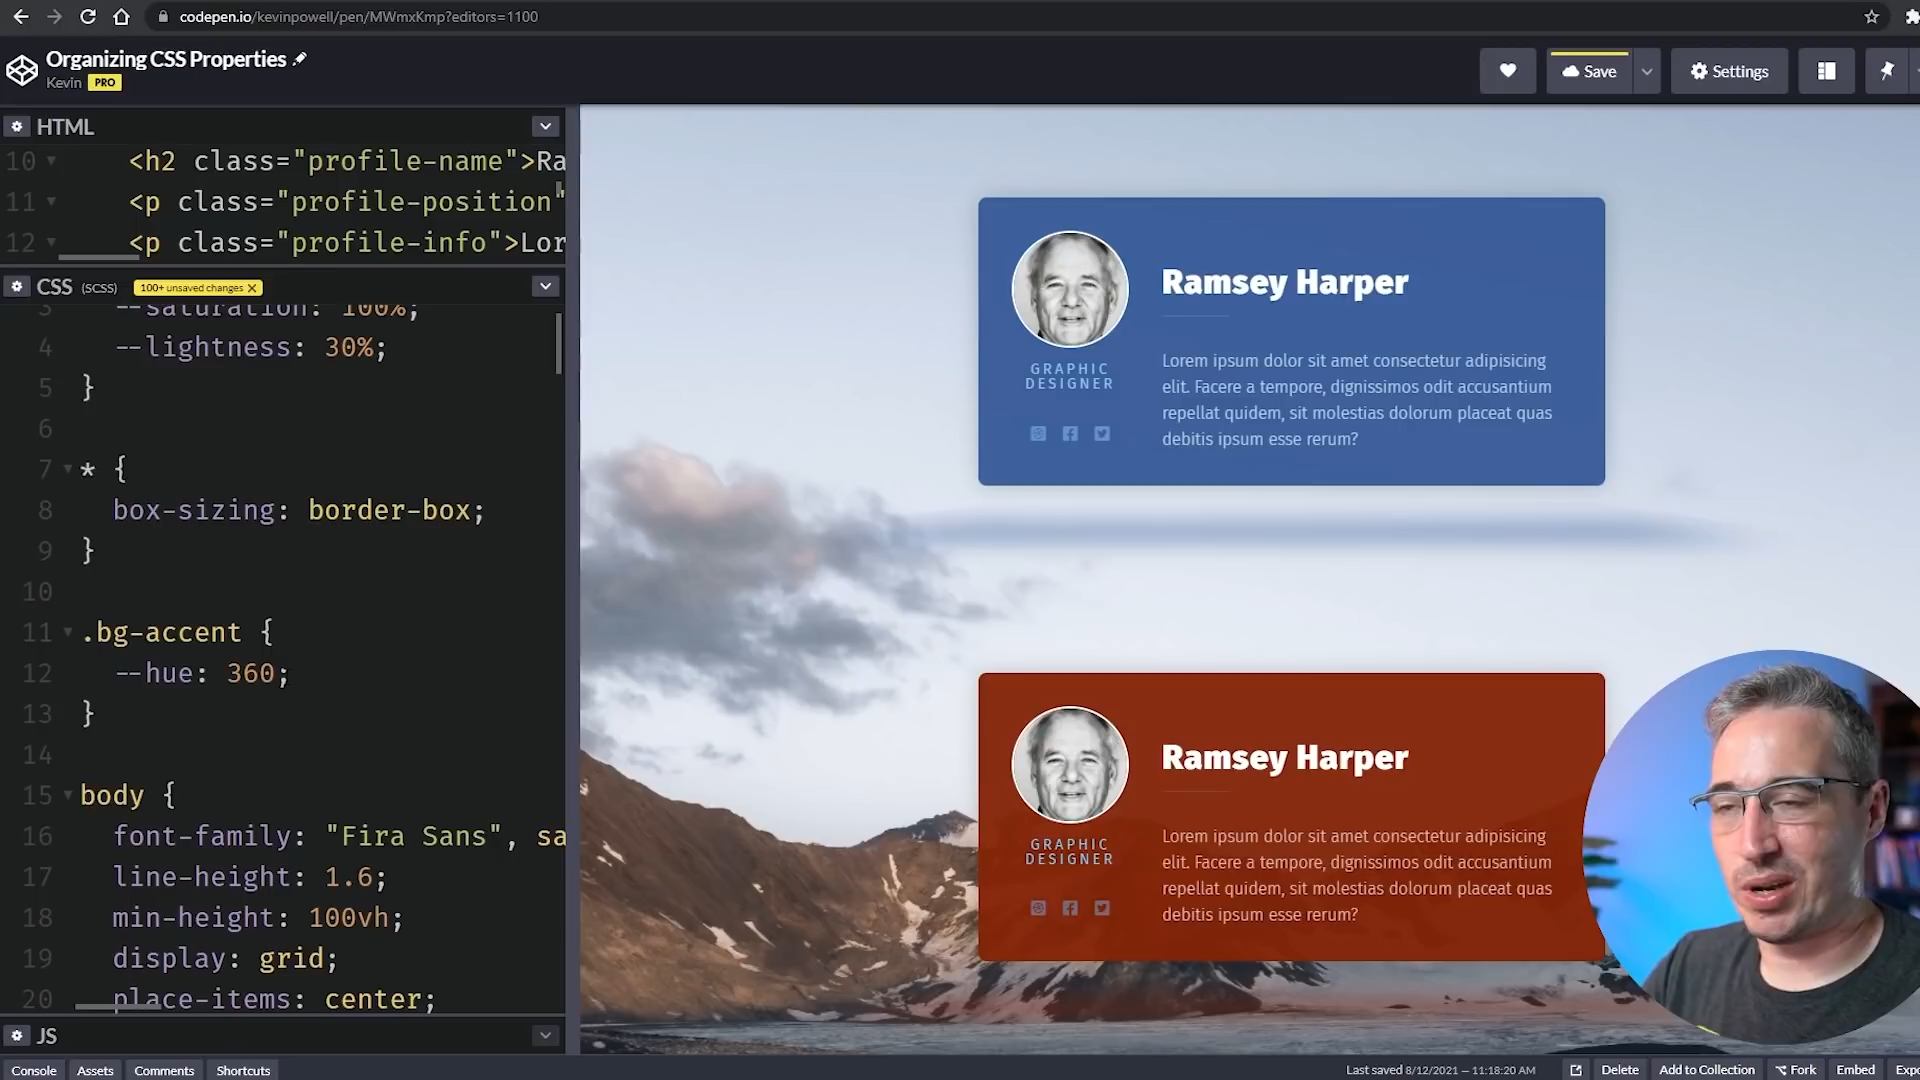 codepen.io/kevinpowell/pen/MWmxKmp?editors=1100
Organizing CSS Properties
Kevin PRO
Save
Settings
HTML
10 <h2 class="profile-name">Ra
11 <p class="profile-position"
12 <p class="profile-info">Lor
CSS (SCSS) 100+ unsaved changes ×
3 --saturation: 100%;
4 --lightness: 30%;
5 }
6
7 * {
8 box-sizing: border-box;
9 }
10
11 .bg-accent {
12 --hue: 360;
13 }
14
15 body {
16 font-family: "Fira Sans", sa
17 line-height: 1.6;
18 min-height: 100vh;
19 display: grid;
20 place-items: center;
JS
Ramsey Harper
GRAPHIC
DESIGNER
Lorem ipsum dolor sit amet consectetur adipisicing
elit. Facere a tempore, dignissimos odit accusantium
repellat quidem, sit molestias dolorum placeat quas
debitis ipsum esse rerum?
Ramsey Harper
GRAPHIC
DESIGNER
Lorem ipsum dolor sit amet consectetur adipisicing
elit. Facere a tempore, dignissimos odit accusantium
repellat quidem, sit molestias dolorum placeat quas
debitis ipsum esse rerum?
Console Assets Comments Shortcuts
Last saved 8/12/2021 — 11:18:20 AM Delete Add to Collection Fork Embed Expo